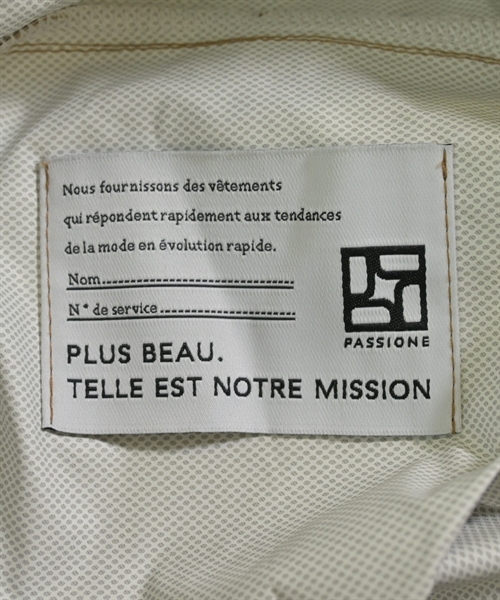 Nous fournissons des vêtements
qui répondent rapidement aux tendances
de la mode en évolution rapide.
Nom
N° de service
PASSIONE
PLUS BEAU.
TELLE EST NOTRE MISSION